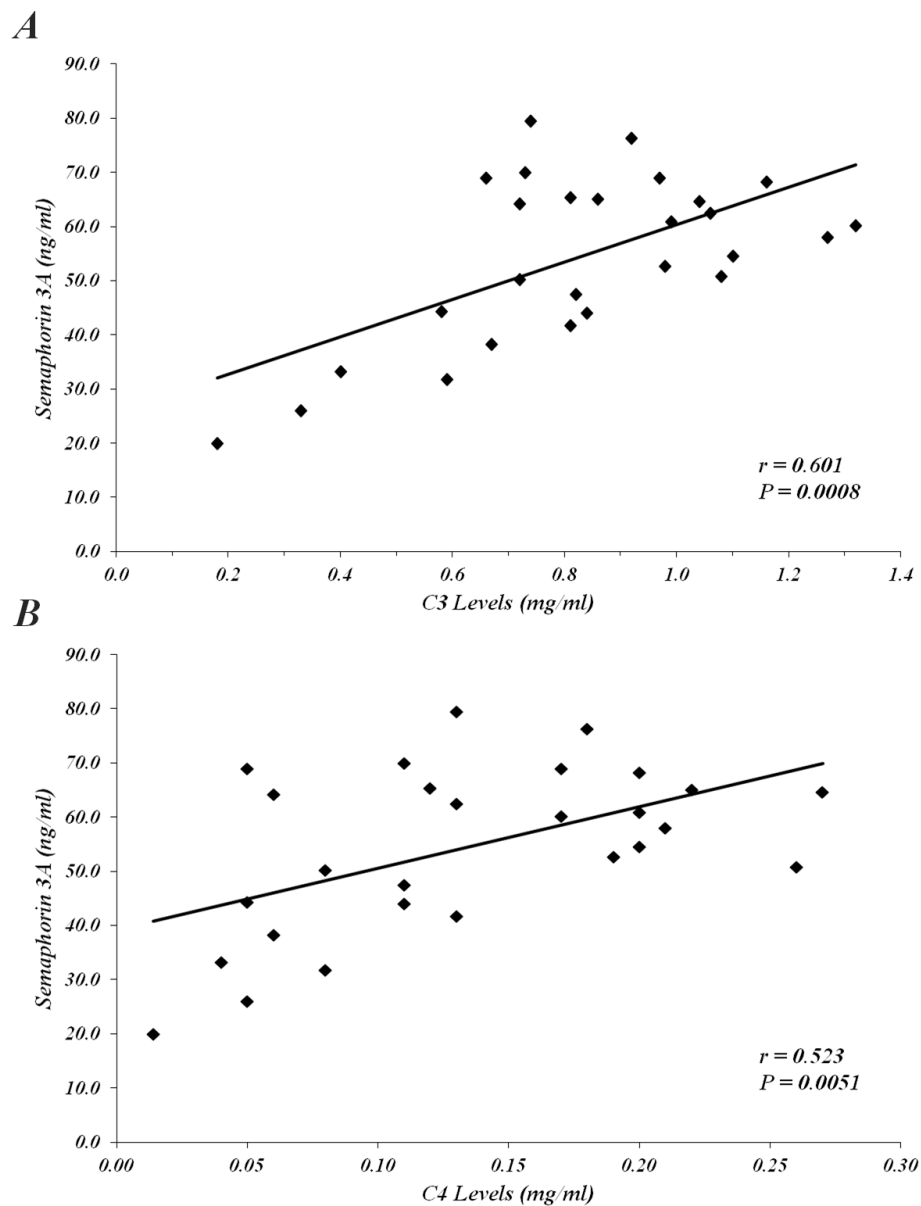 A
90.0
80.0
70.0
60.0
50.0
40.0
30.0
20.0
10.0
0.0
Semaphorin 3A (ng/ml)
r = 0.601
P = 0.0008
0.0 0.2 0.4 0.6 0.8 1.0 1.2 1.4
C3 Levels (mg/ml)
B
90.0
80.0
70.0
60.0
50.0
40.0
30.0
20.0
10.0
0.0
Semaphorin 3A (ng/ml)
r = 0.523
P = 0.0051
0.00 0.05 0.10 0.15 0.20 0.25 0.30
C4 Levels (mg/ml)